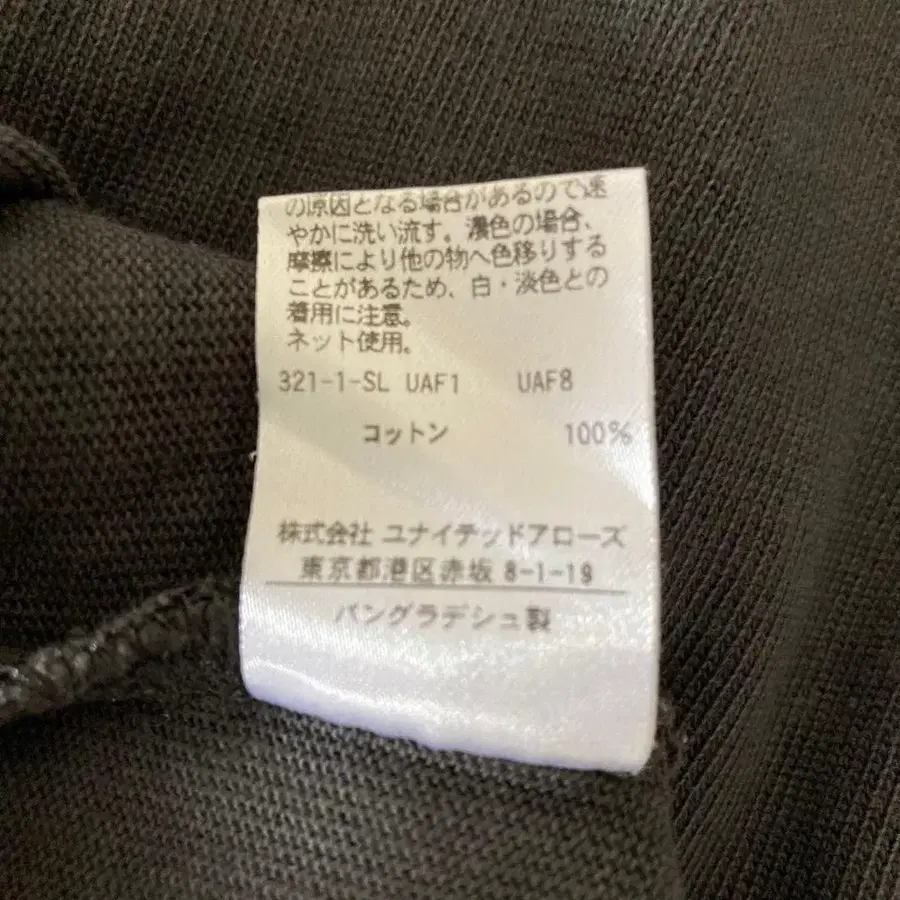 の原因となる場合があるので速
やかに洗い流す。濃色の場合、
摩擦により他の物へ色移りする
ことがあるため、白・淡色との
着用に注意。
ネット使用。
321-1-SL UAF1 UAF8
コットン 100%
株式会社 ユナイテッドアローズ
東京都港区赤坂 8-1-19
バングラデシュ製